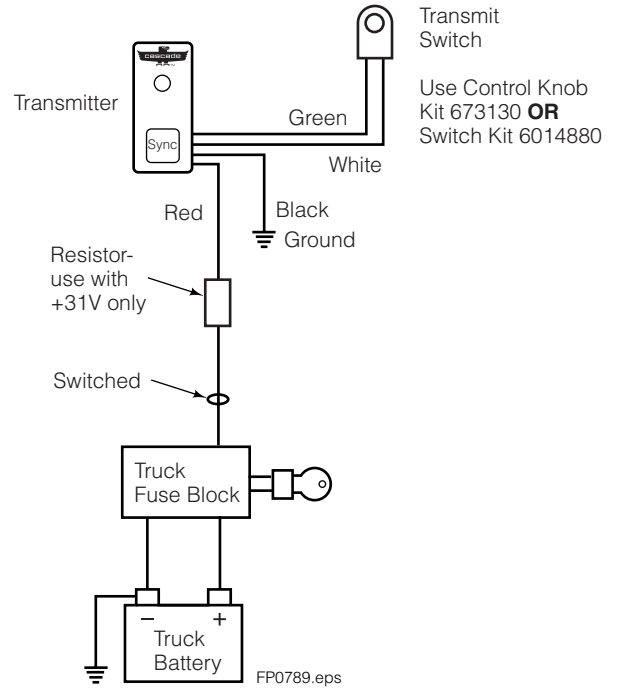 Transmit
Switch
cascade
Transmitter
Use Control Knob
Kit 673130 OR
Switch Kit 6014880
Green
Sync
White
Red
Black
Ground
Resistor-
use with
+31V only
Switched
Truck
Fuse Block
– +
Truck
Battery
FP0789.eps